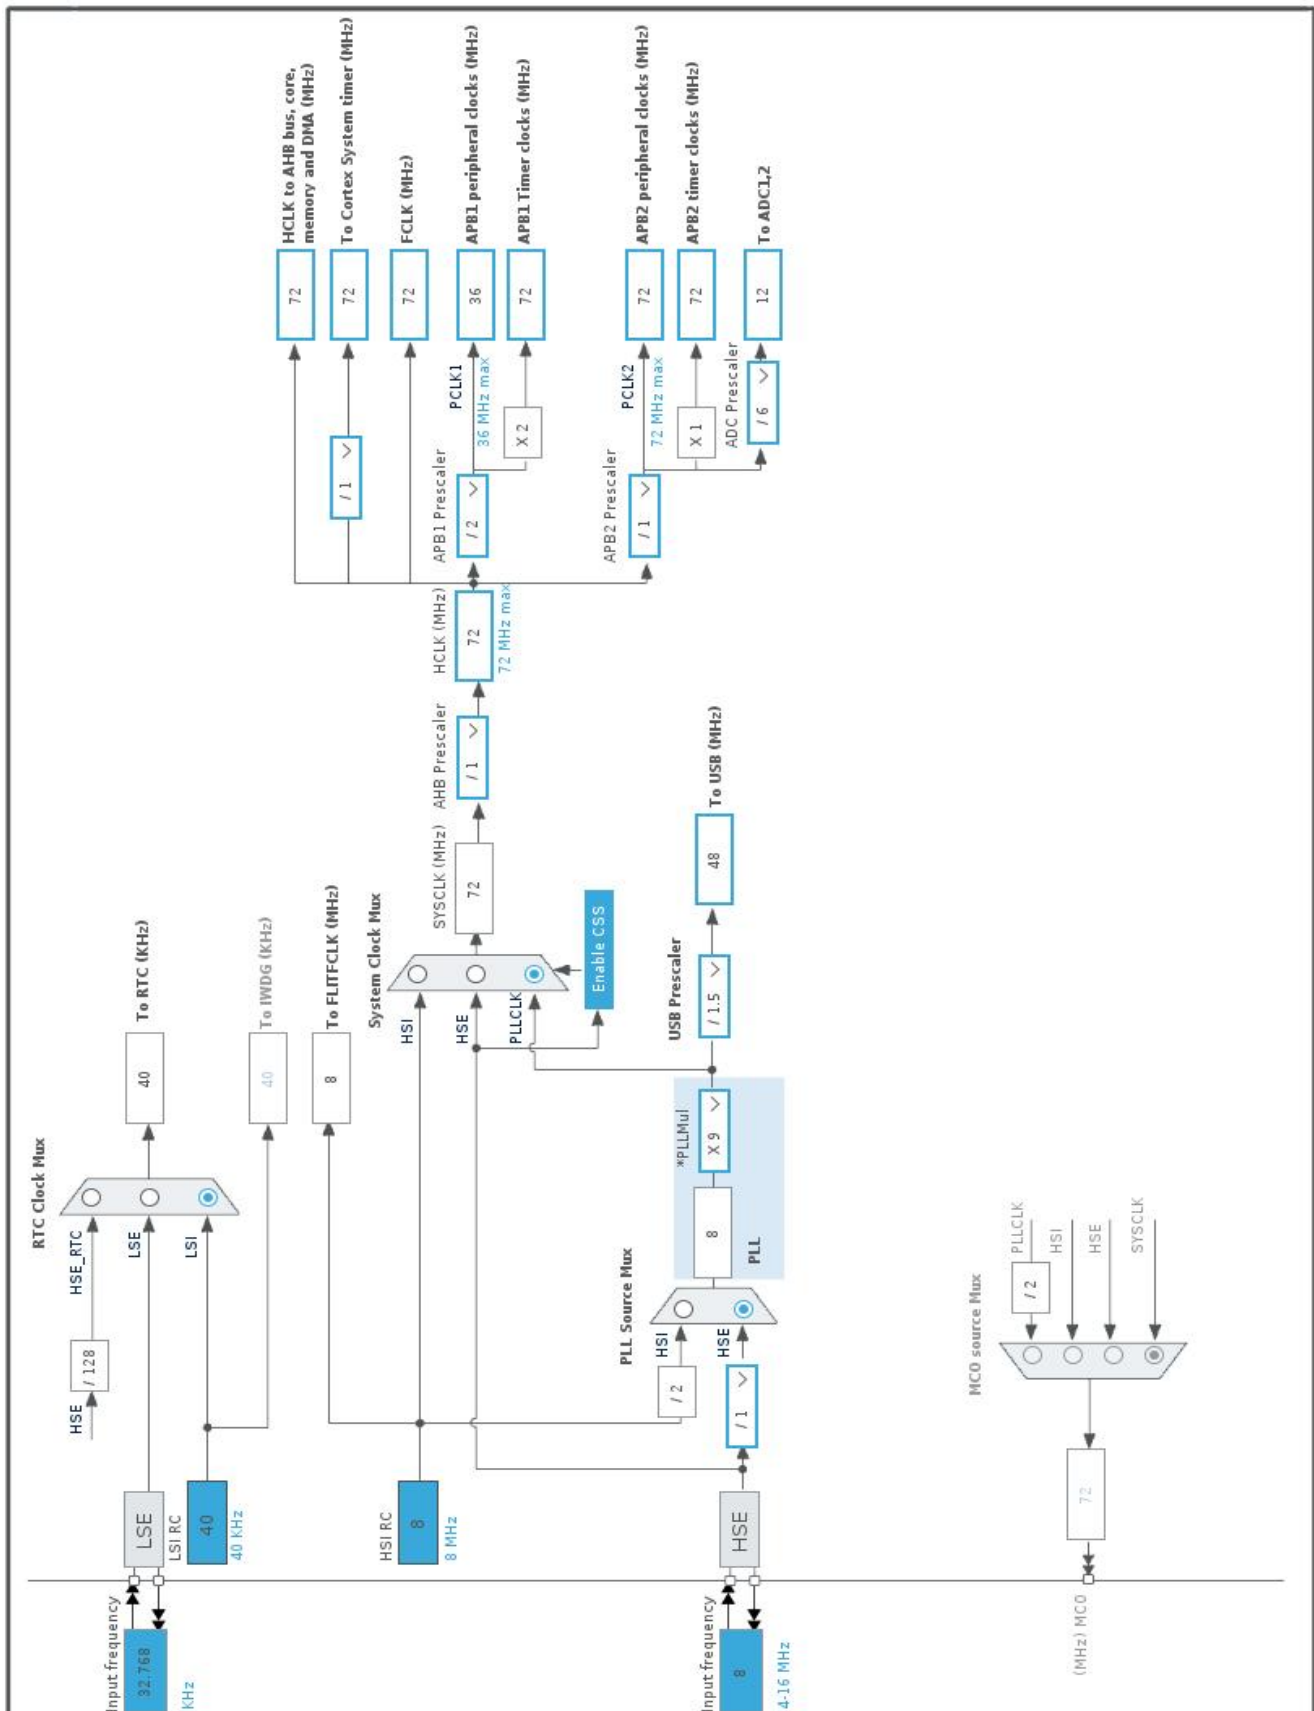 RTC Clock Mux
HSE
/ 128
HSE_RTC
Input frequency
32.768
KHz
LSE
LSE
40
To RTC (KHz)
LSI RC
40
40 KHz
LSI
40
To IWDG (KHz)
8
To FLITFCLK (MHz)
HSI RC
8
8 MHz
System Clock Mux
HSI
HSE
PLLCLK
Enable CSS
SYSCLK (MHz)
72
AHB Prescaler
/ 1
HCLK (MHz)
72
72 MHz max
72
HCLK to AHB bus, core,
memory and DMA (MHz)
/ 1
72
To Cortex System timer (MHz)
72
FCLK (MHz)
APB1 Prescaler
/ 2
PCLK1
36 MHz max
36
APB1 peripheral clocks (MHz)
X 2
72
APB1 Timer clocks (MHz)
APB2 Prescaler
/ 1
PCLK2
72 MHz max
72
APB2 peripheral clocks (MHz)
X 1
72
APB2 timer clocks (MHz)
ADC Prescaler
/ 6
12
To ADC1,2
PLL Source Mux
/ 2
HSI
Input frequency
8
4-16 MHz
HSE
/ 1
HSE
8
*PLLMul
X 9
PLL
USB Prescaler
/ 1.5
48
To USB (MHz)
MCO source Mux
/ 2
PLLCLK
HSI
HSE
SYSCLK
72
(MHz) MCO